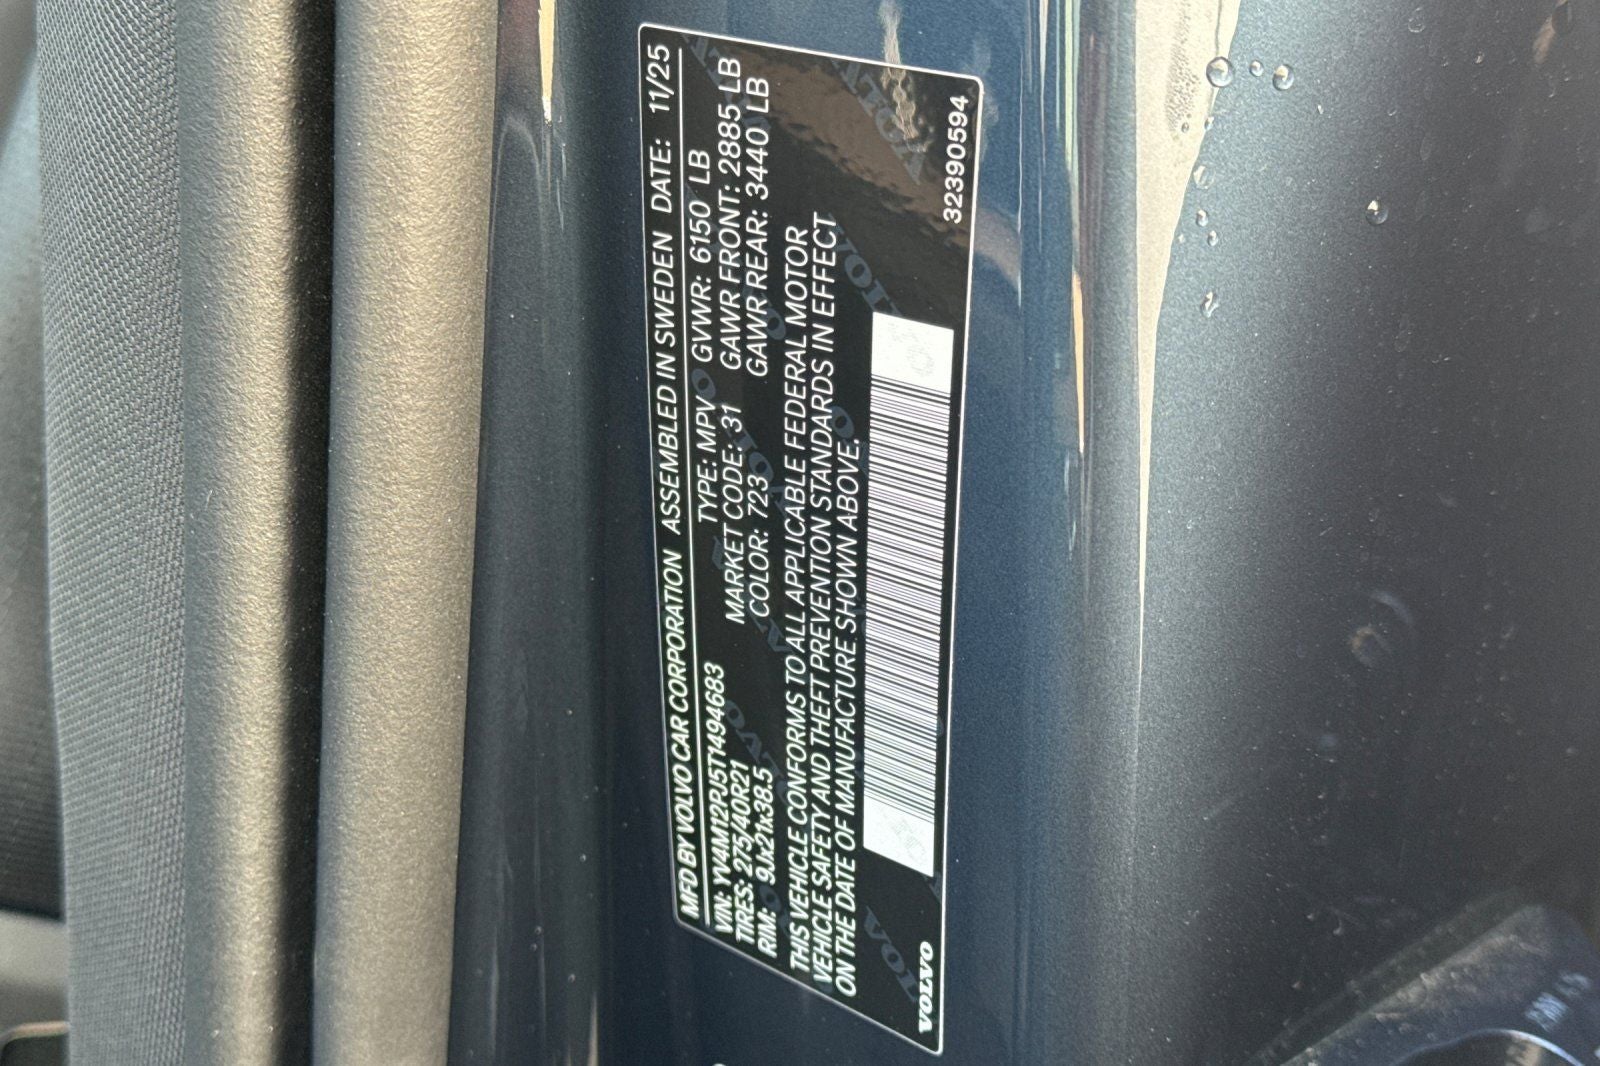 MFD BY VOLVO CAR CORPORATION ASSEMBLED IN SWEDEN DATE: 11/25
VIN: YV4M12PJ5T1494683 TYPE: MPV GVWR: 6150 LB
TIRES: 275/40R21 MARKET CODE: 31 GAWR FRONT: 2885 LB
RIM: 9Jx21x38.5 COLOR: 723 GAWR REAR: 3440 LB
THIS VEHICLE CONFORMS TO ALL APPLICABLE FEDERAL MOTOR
VEHICLE SAFETY AND THEFT PREVENTION STANDARDS IN EFFECT
ON THE DATE OF MANUFACTURE SHOWN ABOVE.
VOLVO 32390594